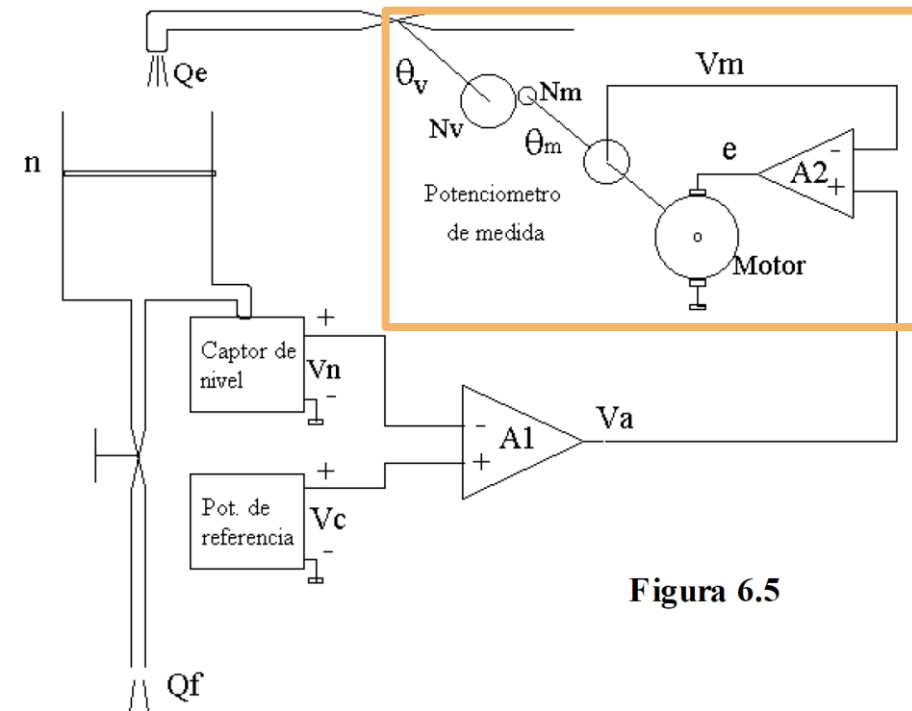 Qe
θv
Nv
Nm
θm
Vm
e
A2
-
+
n
Potenciometro
de medida
Motor
Captor de
nivel
+
Vn
-
A1
-
+
Va
Pot. de
referencia
+
Vc
-
Figura 6.5
Qf